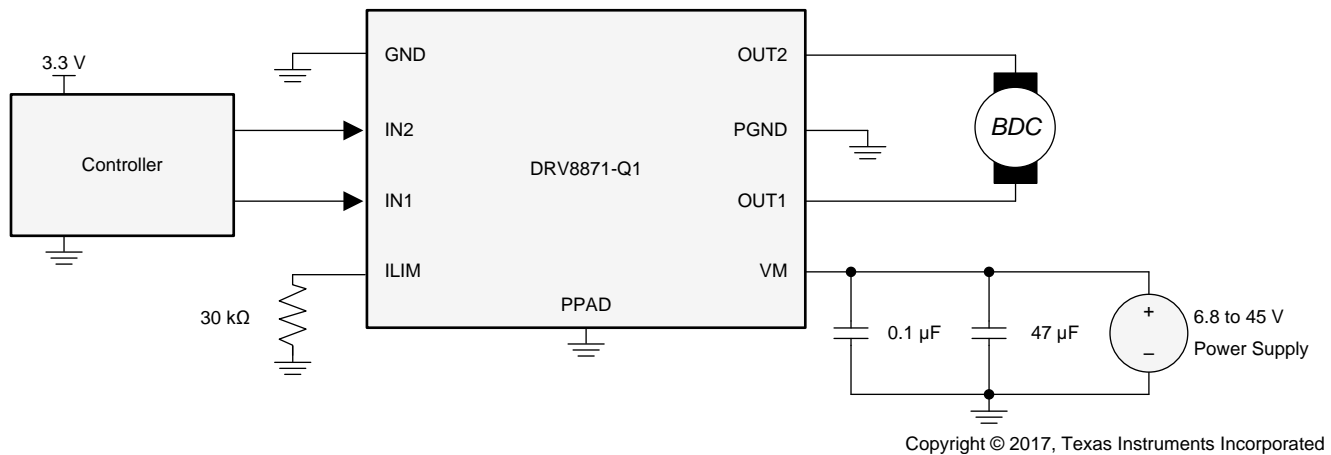 GND
OUT2
3.3 V
IN2
PGND
BDC
Controller
DRV8871-Q1
IN1
OUT1
ILIM
VM
30 kΩ
PPAD
0.1 µF
47 µF
+
–
6.8 to 45 V
Power Supply
Copyright © 2017, Texas Instruments Incorporated